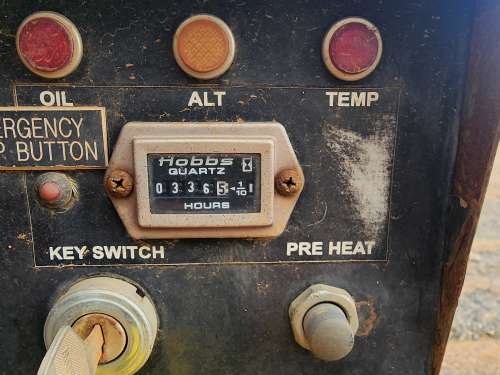 OIL ALT TEMP
ERGENCY
P BUTTON
Hobbs
QUARTZ
03365 1/10
HOURS
KEY SWITCH PRE HEAT